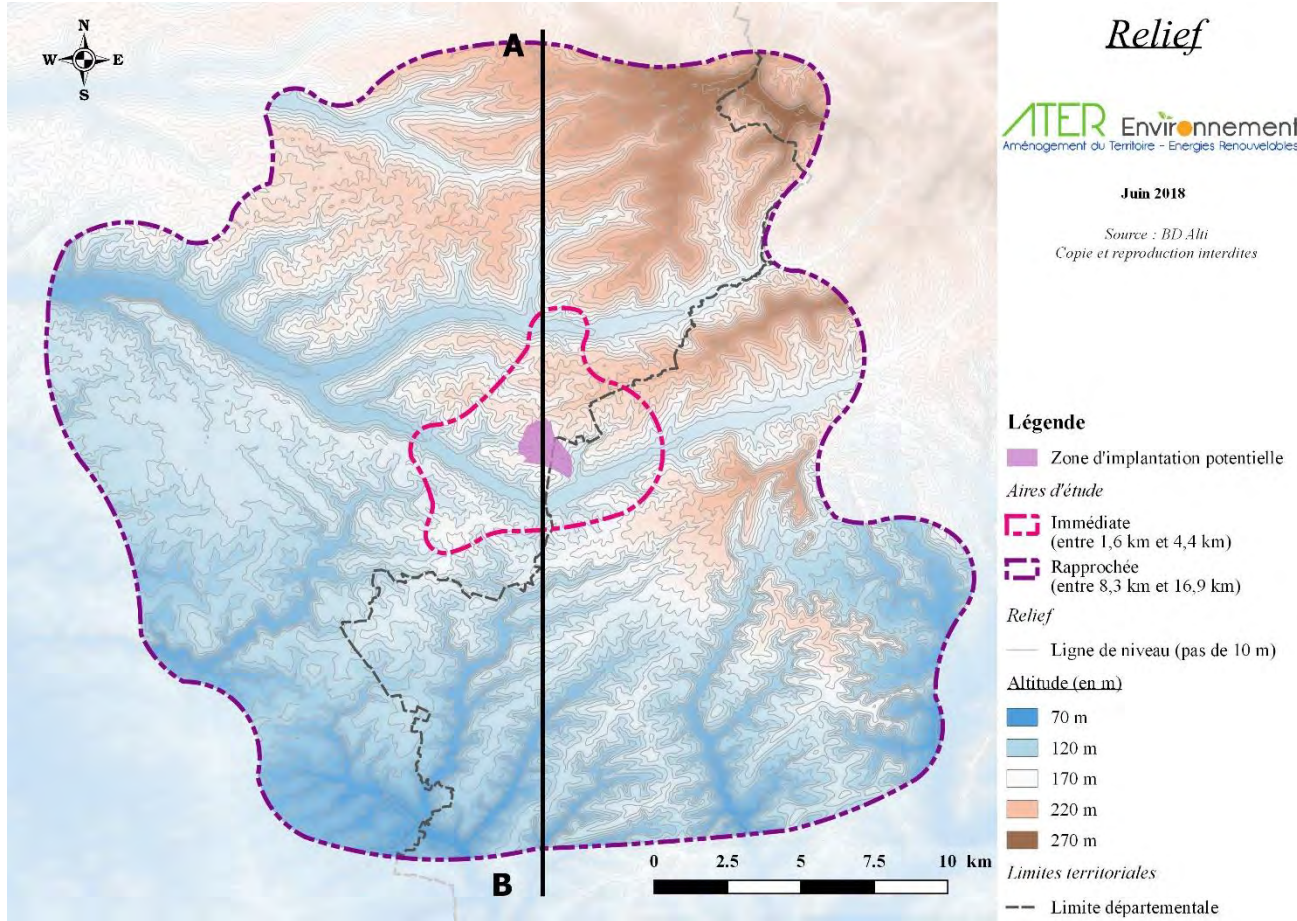 N
W E
S
A
B
0 2.5 5 7.5 10 km
Relief
ATER Environnement
Aménagement du Territoire - Energies Renouvelables
Juin 2018
Source : BD Alti
Copie et reproduction interdites
Légende
Zone d'implantation potentielle
Aires d'étude
Immédiate
(entre 1,6 km et 4,4 km)
Rapprochée
(entre 8,3 km et 16,9 km)
Relief
Ligne de niveau (pas de 10 m)
Altitude (en m)
70 m
120 m
170 m
220 m
270 m
Limites territoriales
Limite départementale